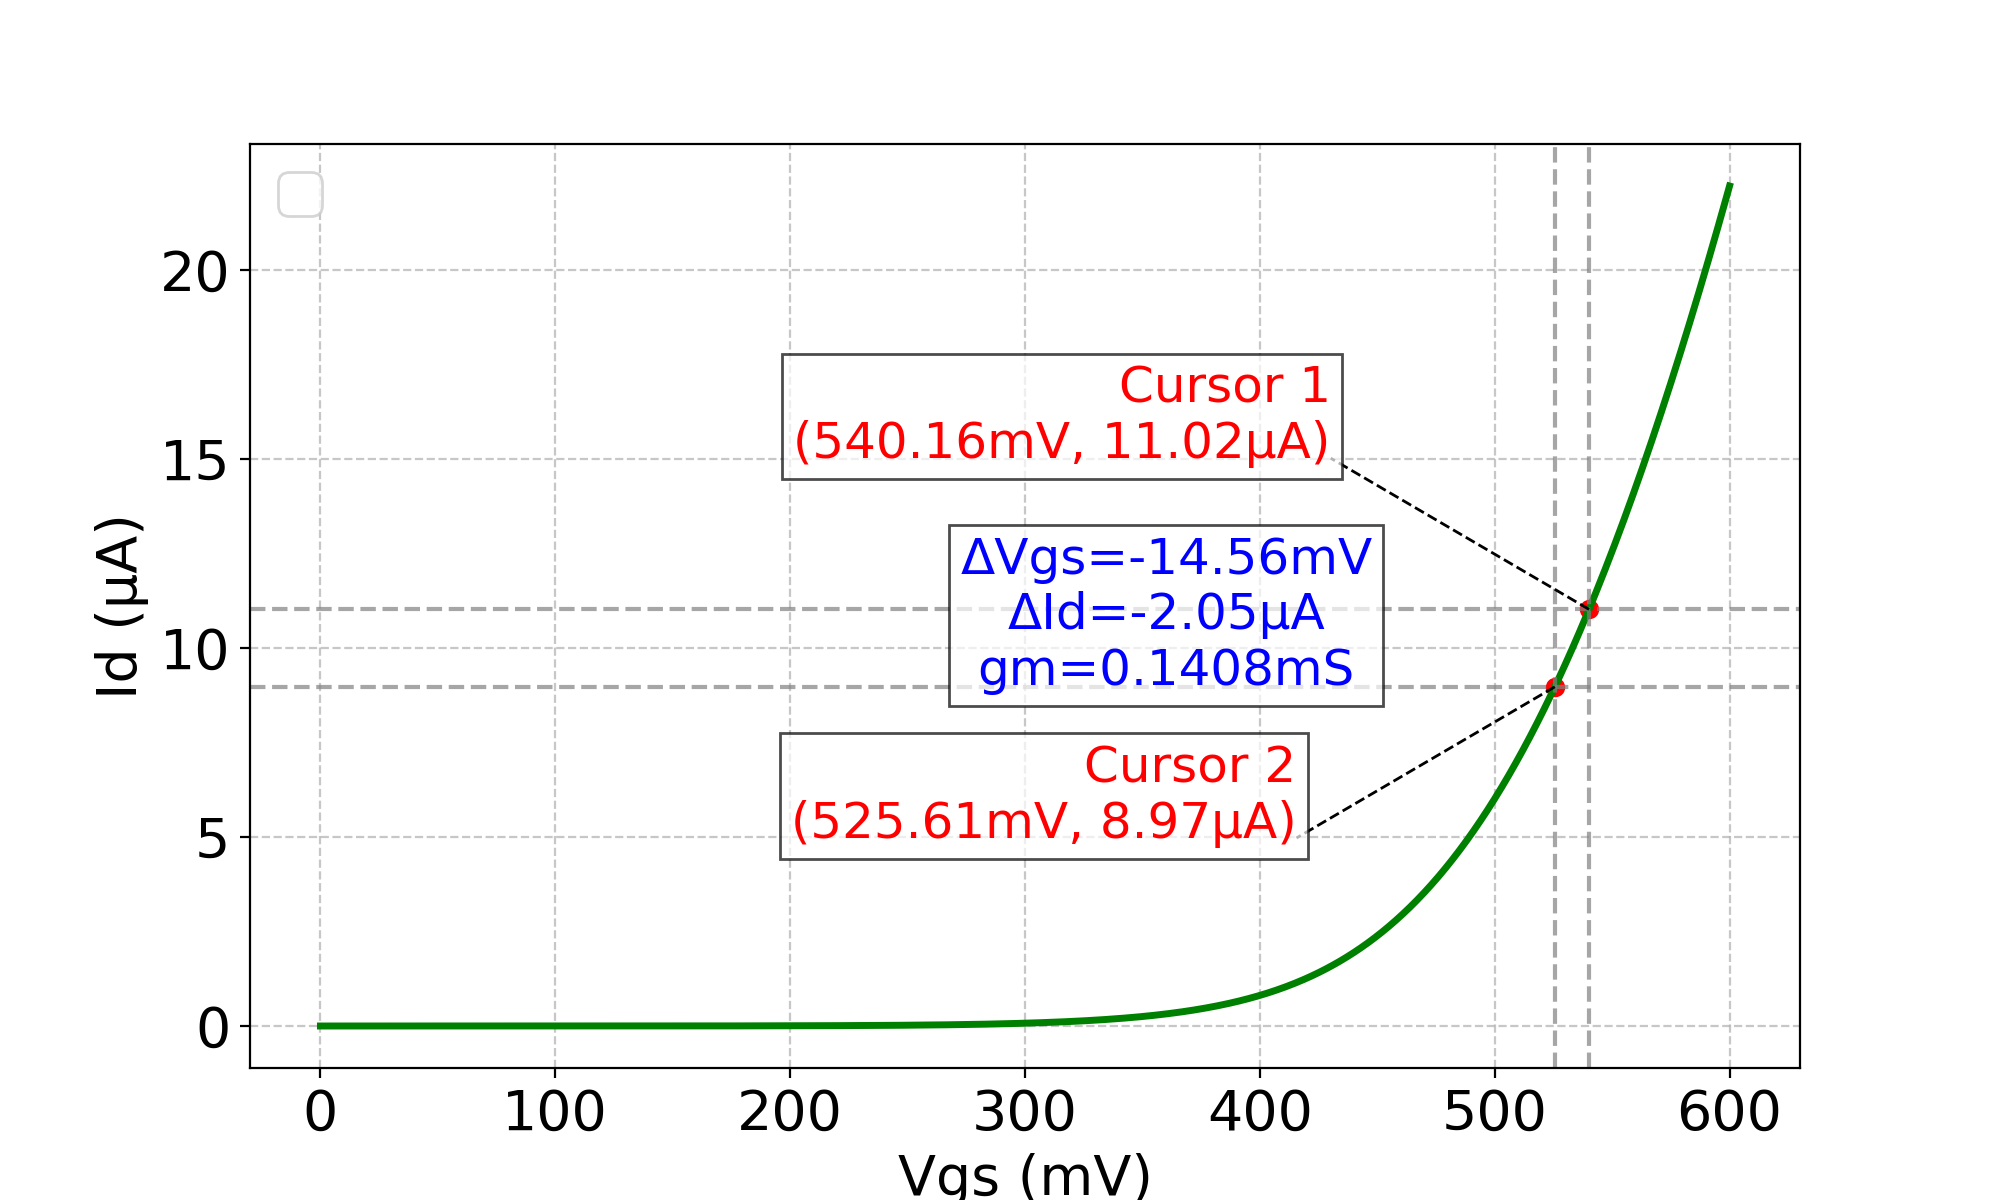 Id (µA)
20
15
10
5
0
Cursor 1
(540.16mV, 11.02µA)
ΔVgs=-14.56mV
ΔId=-2.05µA
gm=0.1408mS
Cursor 2
(525.61mV, 8.97µA)
0 100 200 300 400 500 600
Vgs (mV)